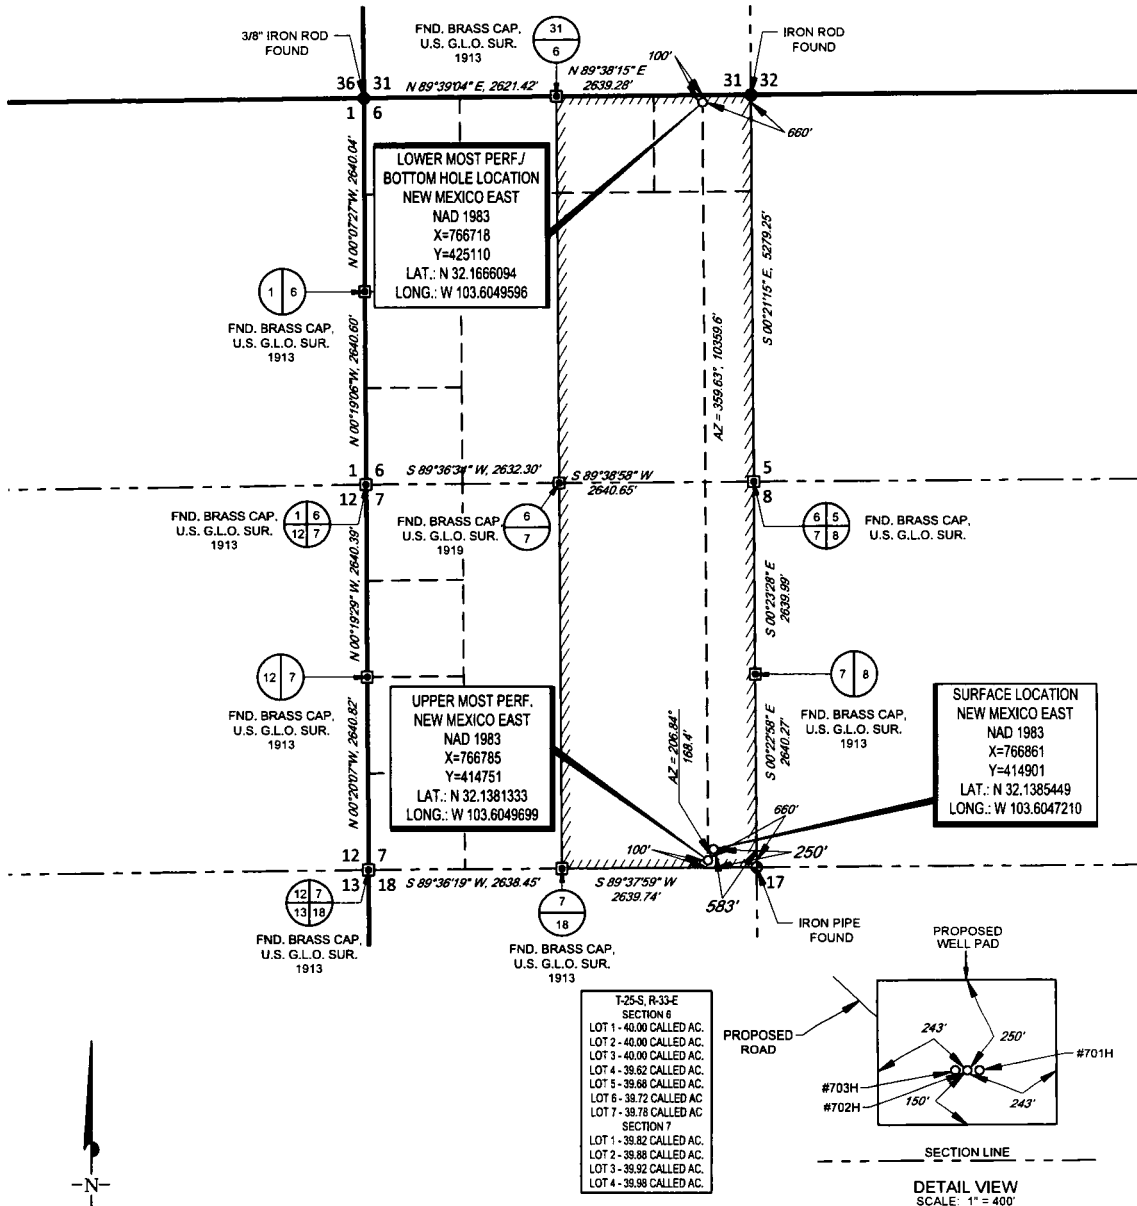 3/8" IRON ROD
FOUND
FND. BRASS CAP,
U.S. G.L.O. SUR.
1913
31
6
IRON ROD
FOUND
100'
N 89°38'15" E
2639.28'
N 89°39'04" E, 2621.42'
36
31
31
32
1
6
660'
LOWER MOST PERF./
BOTTOM HOLE LOCATION
NEW MEXICO EAST
NAD 1983
X=766718
Y=425110
LAT.: N 32.1666094
LONG.: W 103.6049596
N 00°07'27"W, 2640.04'
S 00°21'15" E, 5279.25'
1
6
FND. BRASS CAP,
U.S. G.L.O. SUR.
1913
N 00°19'06"W, 2640.60'
AZ = 359.63°, 10359.6'
1
6
S 89°36'34" W, 2632.30'
S 89°38'58" W
2640.65'
5
12
7
8
FND. BRASS CAP,
U.S. G.L.O. SUR.
1913
1
6
12
7
FND. BRASS CAP,
U.S. G.L.O. SUR.
1919
6
7
6
5
7
8
FND. BRASS CAP,
U.S. G.L.O. SUR.
N 00°19'29" W, 2640.39'
S 00°23'28" E
2639.99'
12
7
FND. BRASS CAP,
U.S. G.L.O. SUR.
1913
7
8
FND. BRASS CAP,
U.S. G.L.O. SUR.
1913
UPPER MOST PERF.
NEW MEXICO EAST
NAD 1983
X=766785
Y=414751
LAT.: N 32.1381333
LONG.: W 103.6049699
AZ = 206.84°
168.4'
S 00°22'58" E
2640.27'
SURFACE LOCATION
NEW MEXICO EAST
NAD 1983
X=766861
Y=414901
LAT.: N 32.1385449
LONG.: W 103.6047210
N 00°20'07"W, 2640.82'
660'
100'
250'
12
7
13
18
S 89°36'19" W, 2638.45'
S 89°37'59" W
2639.74'
583'
17
12
7
13
18
FND. BRASS CAP,
U.S. G.L.O. SUR.
1913
7
18
FND. BRASS CAP,
U.S. G.L.O. SUR.
1913
IRON PIPE
FOUND
T-25-S, R-33-E
SECTION 6
LOT 1 - 40.00 CALLED AC.
LOT 2 - 40.00 CALLED AC.
LOT 3 - 40.00 CALLED AC.
LOT 4 - 39.62 CALLED AC.
LOT 5 - 39.68 CALLED AC.
LOT 6 - 39.72 CALLED AC
LOT 7 - 39.78 CALLED AC
SECTION 7
LOT 1 - 39.82 CALLED AC.
LOT 2 - 39.88 CALLED AC.
LOT 3 - 39.92 CALLED AC.
LOT 4 - 39.98 CALLED AC.
PROPOSED
WELL PAD
PROPOSED
ROAD
243'
250'
#701H
#703H
#702H
150'
243'
SECTION LINE
DETAIL VIEW
SCALE: 1" = 400'
N